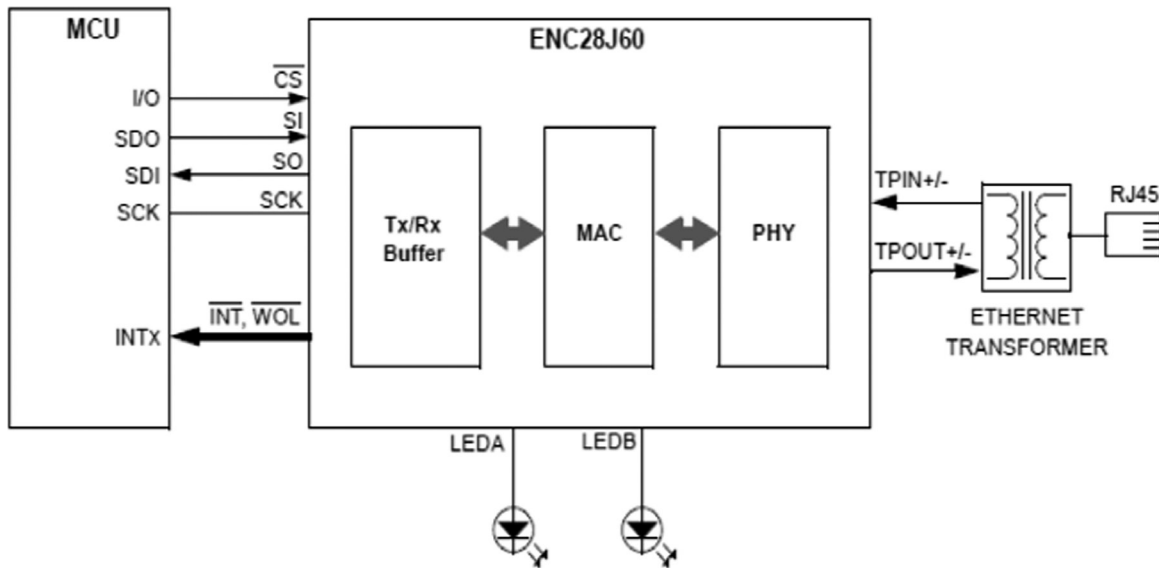 MCU
ENC28J60
I/O
CS
SDO
SI
SDI
SO
SCK
SCK
INTx
INT, WOL
Tx/Rx
Buffer
MAC
PHY
TPIN+/-
TPOUT+/-
RJ45
ETHERNET
TRANSFORMER
LEDA
LEDB